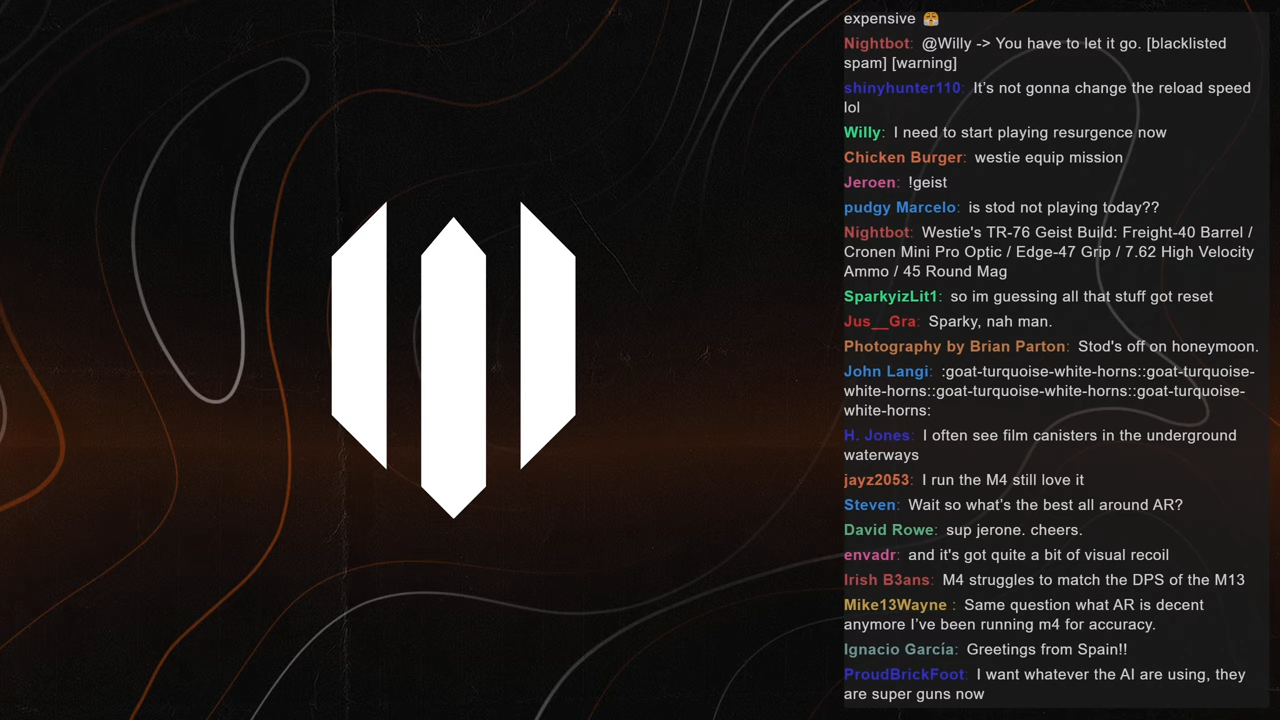 expensive 😤
Nightbot: @Willy -> You have to let it go. [blacklisted
spam] [warning]
shinyhunter110: It’s not gonna change the reload speed
lol
Willy: I need to start playing resurgence now
Chicken Burger: westie equip mission
Jeroen: !geist
pudgy Marcelo: is stod not playing today??
Nightbot: Westie's TR-76 Geist Build: Freight-40 Barrel /
Cronen Mini Pro Optic / Edge-47 Grip / 7.62 High Velocity
Ammo / 45 Round Mag
SparkyizLit1: so im guessing all that stuff got reset
Jus__Gra: Sparky, nah man.
Photography by Brian Parton: Stod's off on honeymoon.
John Langi: :goat-turquoise-white-horns::goat-turquoise-
white-horns::goat-turquoise-white-horns::goat-turquoise-
white-horns:
H. Jones: I often see film canisters in the underground
waterways
jayz2053: I run the M4 still love it
Steven: Wait so what’s the best all around AR?
David Rowe: sup jerone. cheers.
envadr: and it's got quite a bit of visual recoil
Irish B3ans: M4 struggles to match the DPS of the M13
Mike13Wayne : Same question what AR is decent
anymore I’ve been running m4 for accuracy.
Ignacio García: Greetings from Spain!!
ProudBrickFoot: I want whatever the AI are using, they
are super guns now